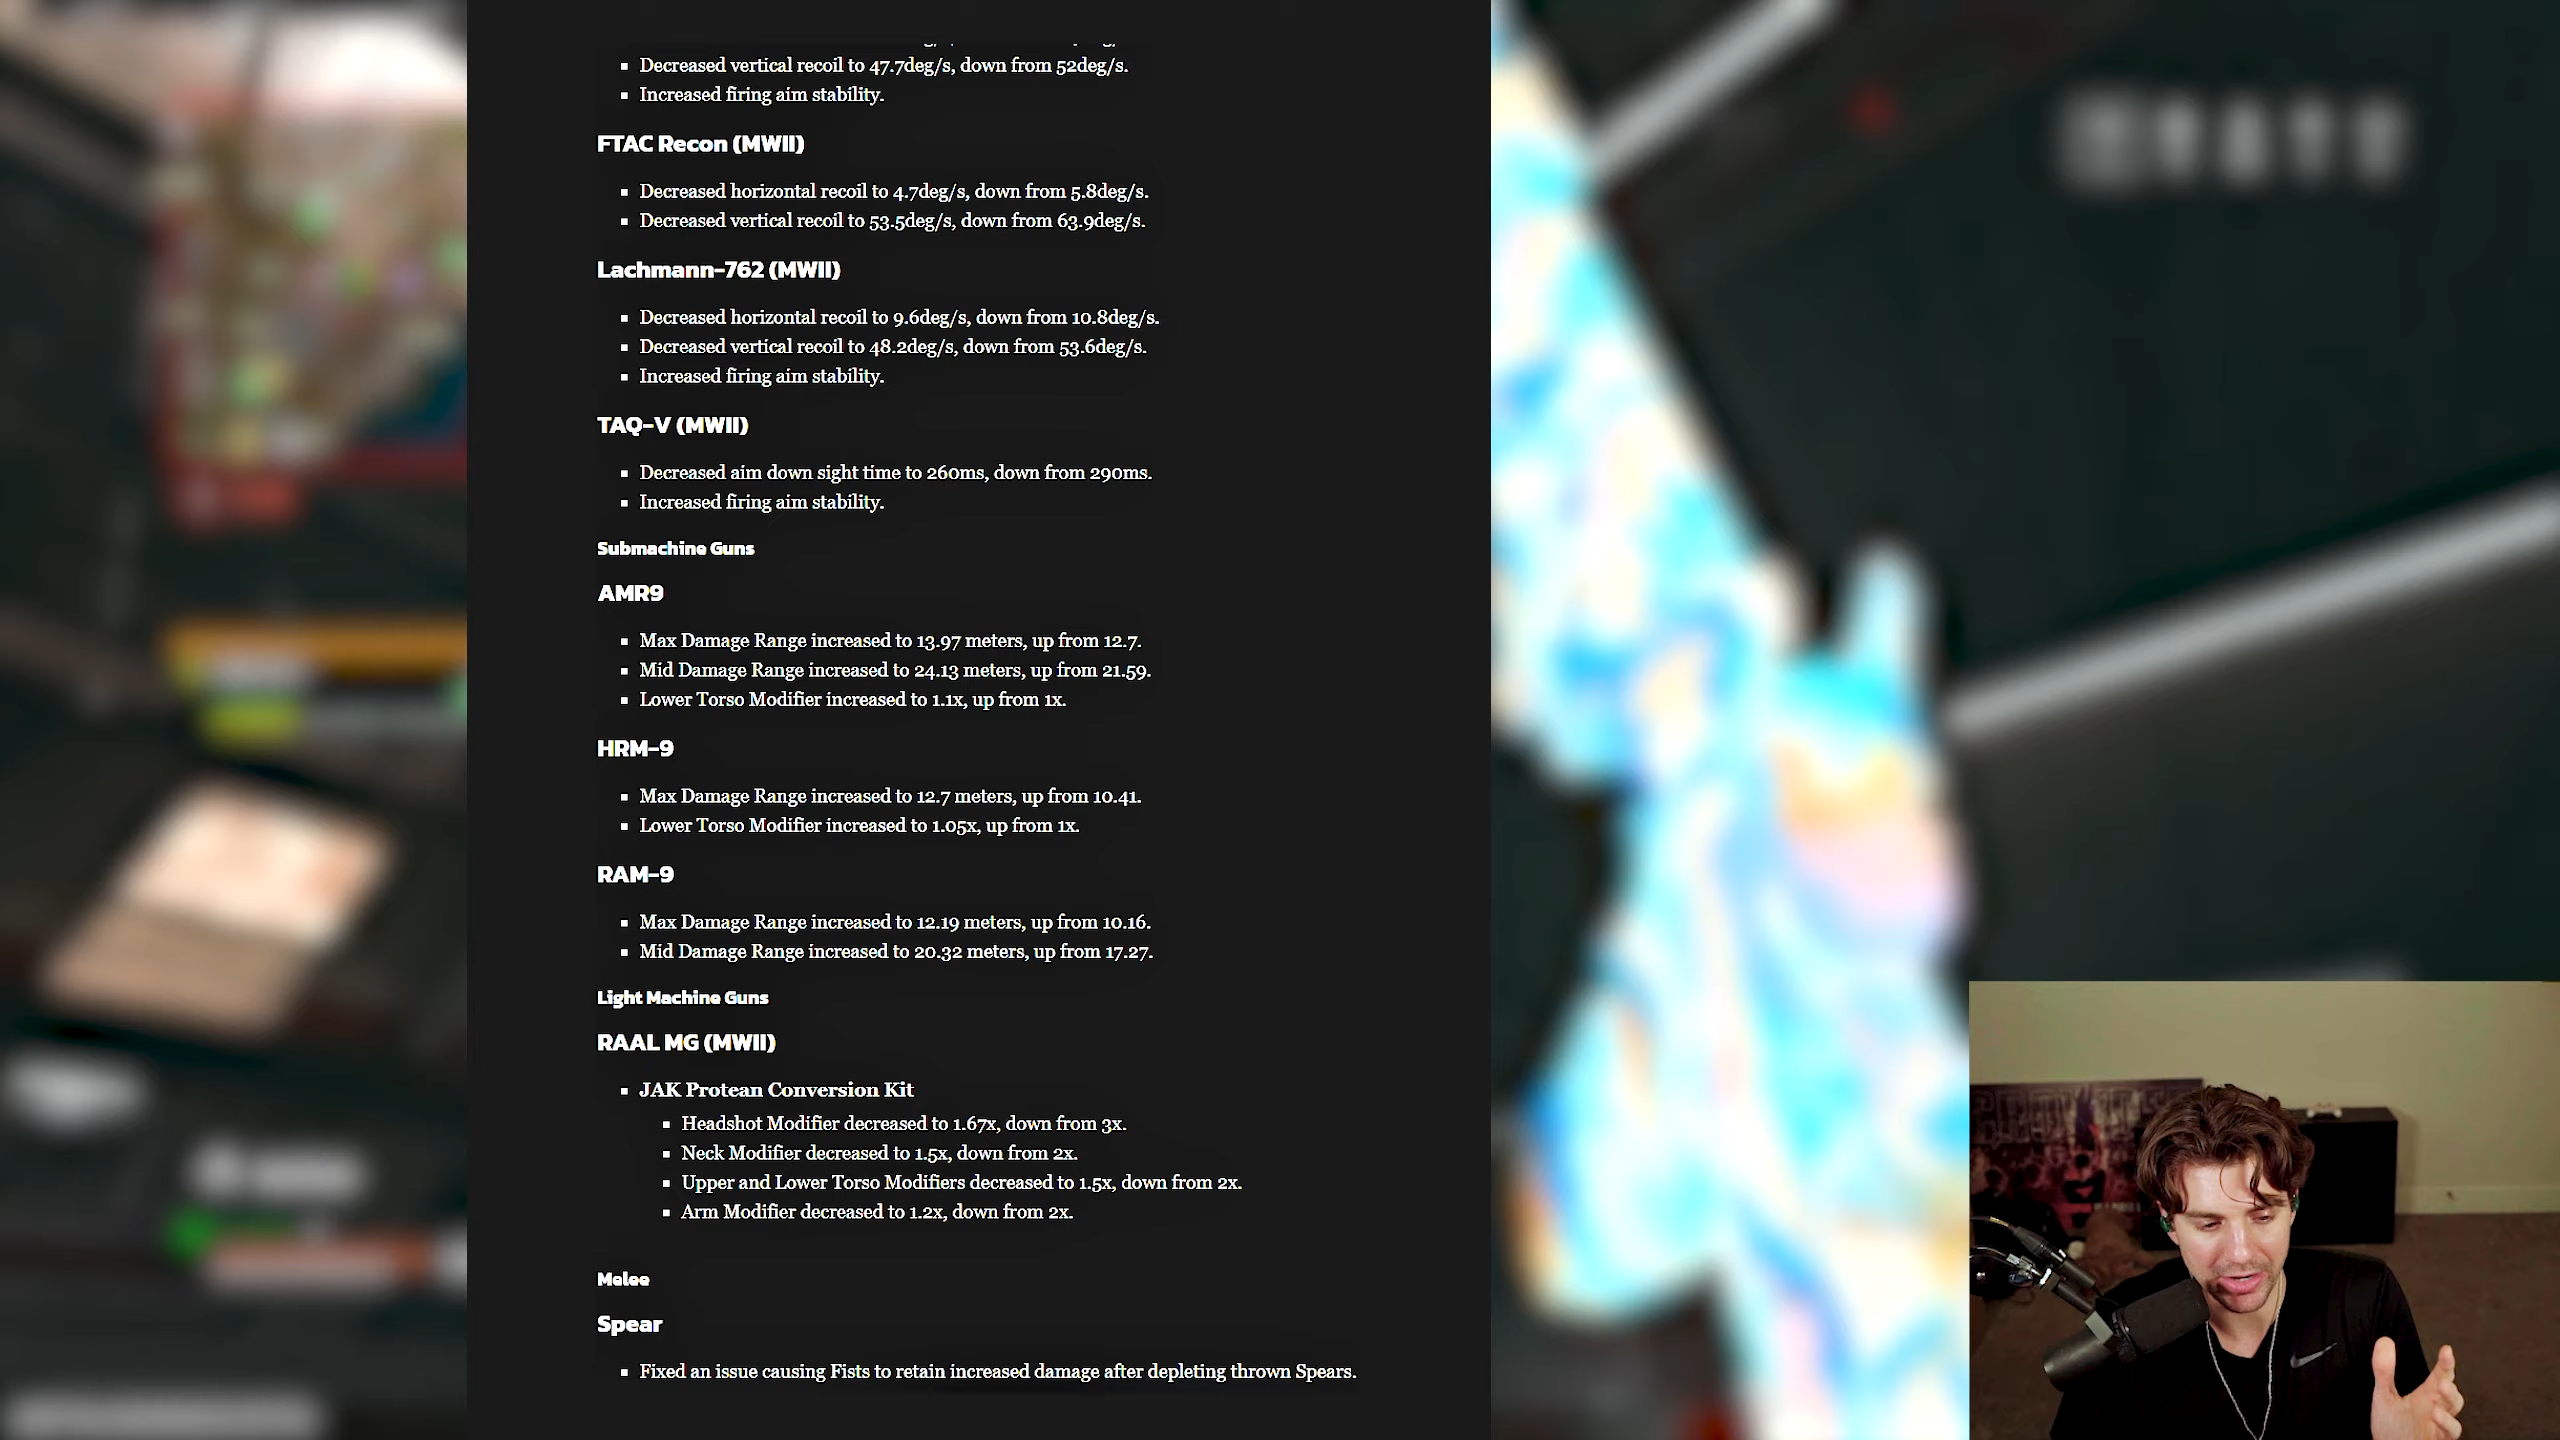 Decreased vertical recoil to 47.7deg/s, down from 52deg/s.
Increased firing aim stability.
FTAC Recon (MWII)
Decreased horizontal recoil to 4.7deg/s, down from 5.8deg/s.
Decreased vertical recoil to 53.5deg/s, down from 63.9deg/s.
Lachmann-762 (MWII)
Decreased horizontal recoil to 9.6deg/s, down from 10.8deg/s.
Decreased vertical recoil to 48.2deg/s, down from 53.6deg/s.
Increased firing aim stability.
TAQ-V (MWII)
Decreased aim down sight time to 260ms, down from 290ms.
Increased firing aim stability.
Submachine Guns
AMR9
Max Damage Range increased to 13.97 meters, up from 12.7.
Mid Damage Range increased to 24.13 meters, up from 21.59.
Lower Torso Modifier increased to 1.1x, up from 1x.
HRM-9
Max Damage Range increased to 12.7 meters, up from 10.41.
Lower Torso Modifier increased to 1.05x, up from 1x.
RAM-9
Max Damage Range increased to 12.19 meters, up from 10.16.
Mid Damage Range increased to 20.32 meters, up from 17.27.
Light Machine Guns
RAAL MG (MWII)
JAK Protean Conversion Kit
Headshot Modifier decreased to 1.67x, down from 3x.
Neck Modifier decreased to 1.5x, down from 2x.
Upper and Lower Torso Modifiers decreased to 1.5x, down from 2x.
Arm Modifier decreased to 1.2x, down from 2x.
Melee
Spear
Fixed an issue causing Fists to retain increased damage after depleting thrown Spears.